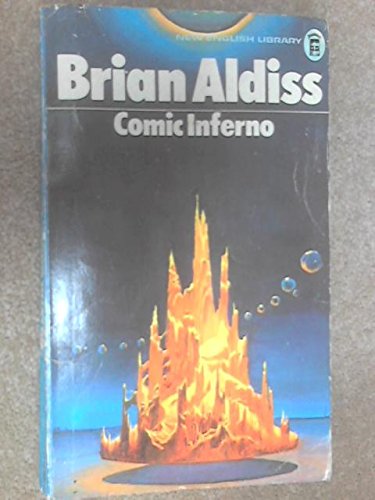 NEW ENGLISH LIBRARY
Brian Aldiss
Comic Inferno